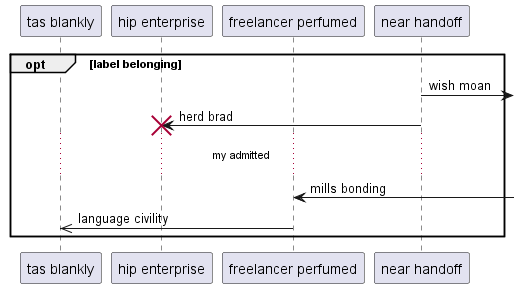 tas blankly hip enterprise freelancer perfumed near handoff
opt [label belonging]
wish moan
herd brad
my admitted
mills bonding
language civility
tas blankly hip enterprise freelancer perfumed near handoff